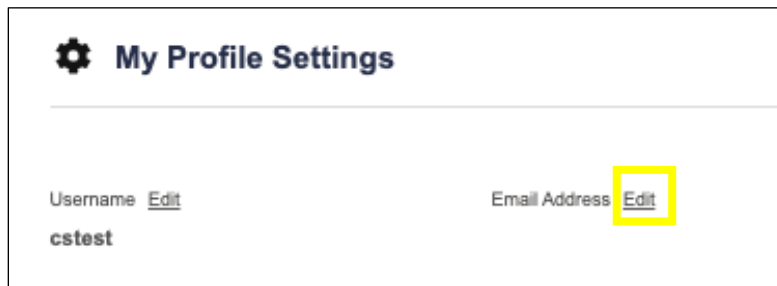 My Profile Settings
Username Edit
Email Address Edit
cstest